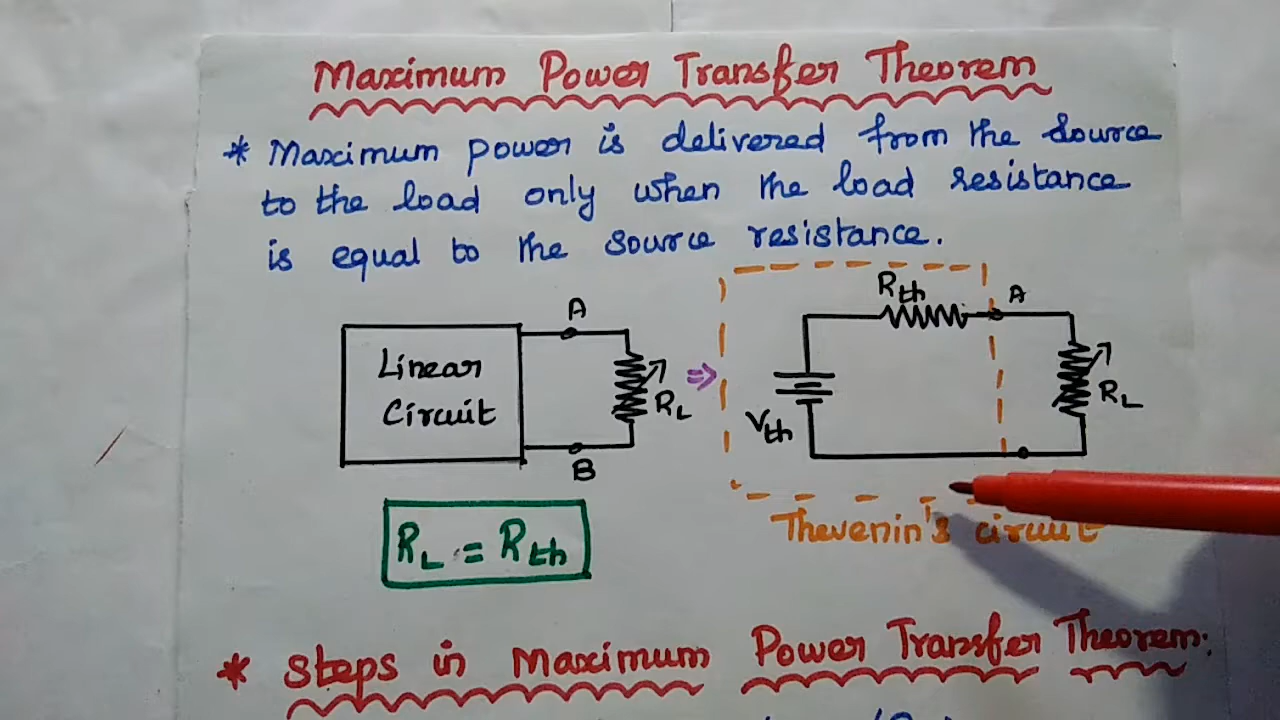 Maximum Power Transfer Theorem
* Maximum power is delivered from the source
to the load only when the load resistance
is equal to the source resistance.
Linear
Circuit
A
B
RL
⇒
Rth
A
Vth
RL
Thevenin's circuit
RL = Rth
* Steps in Maximum Power Transfer Theorem: